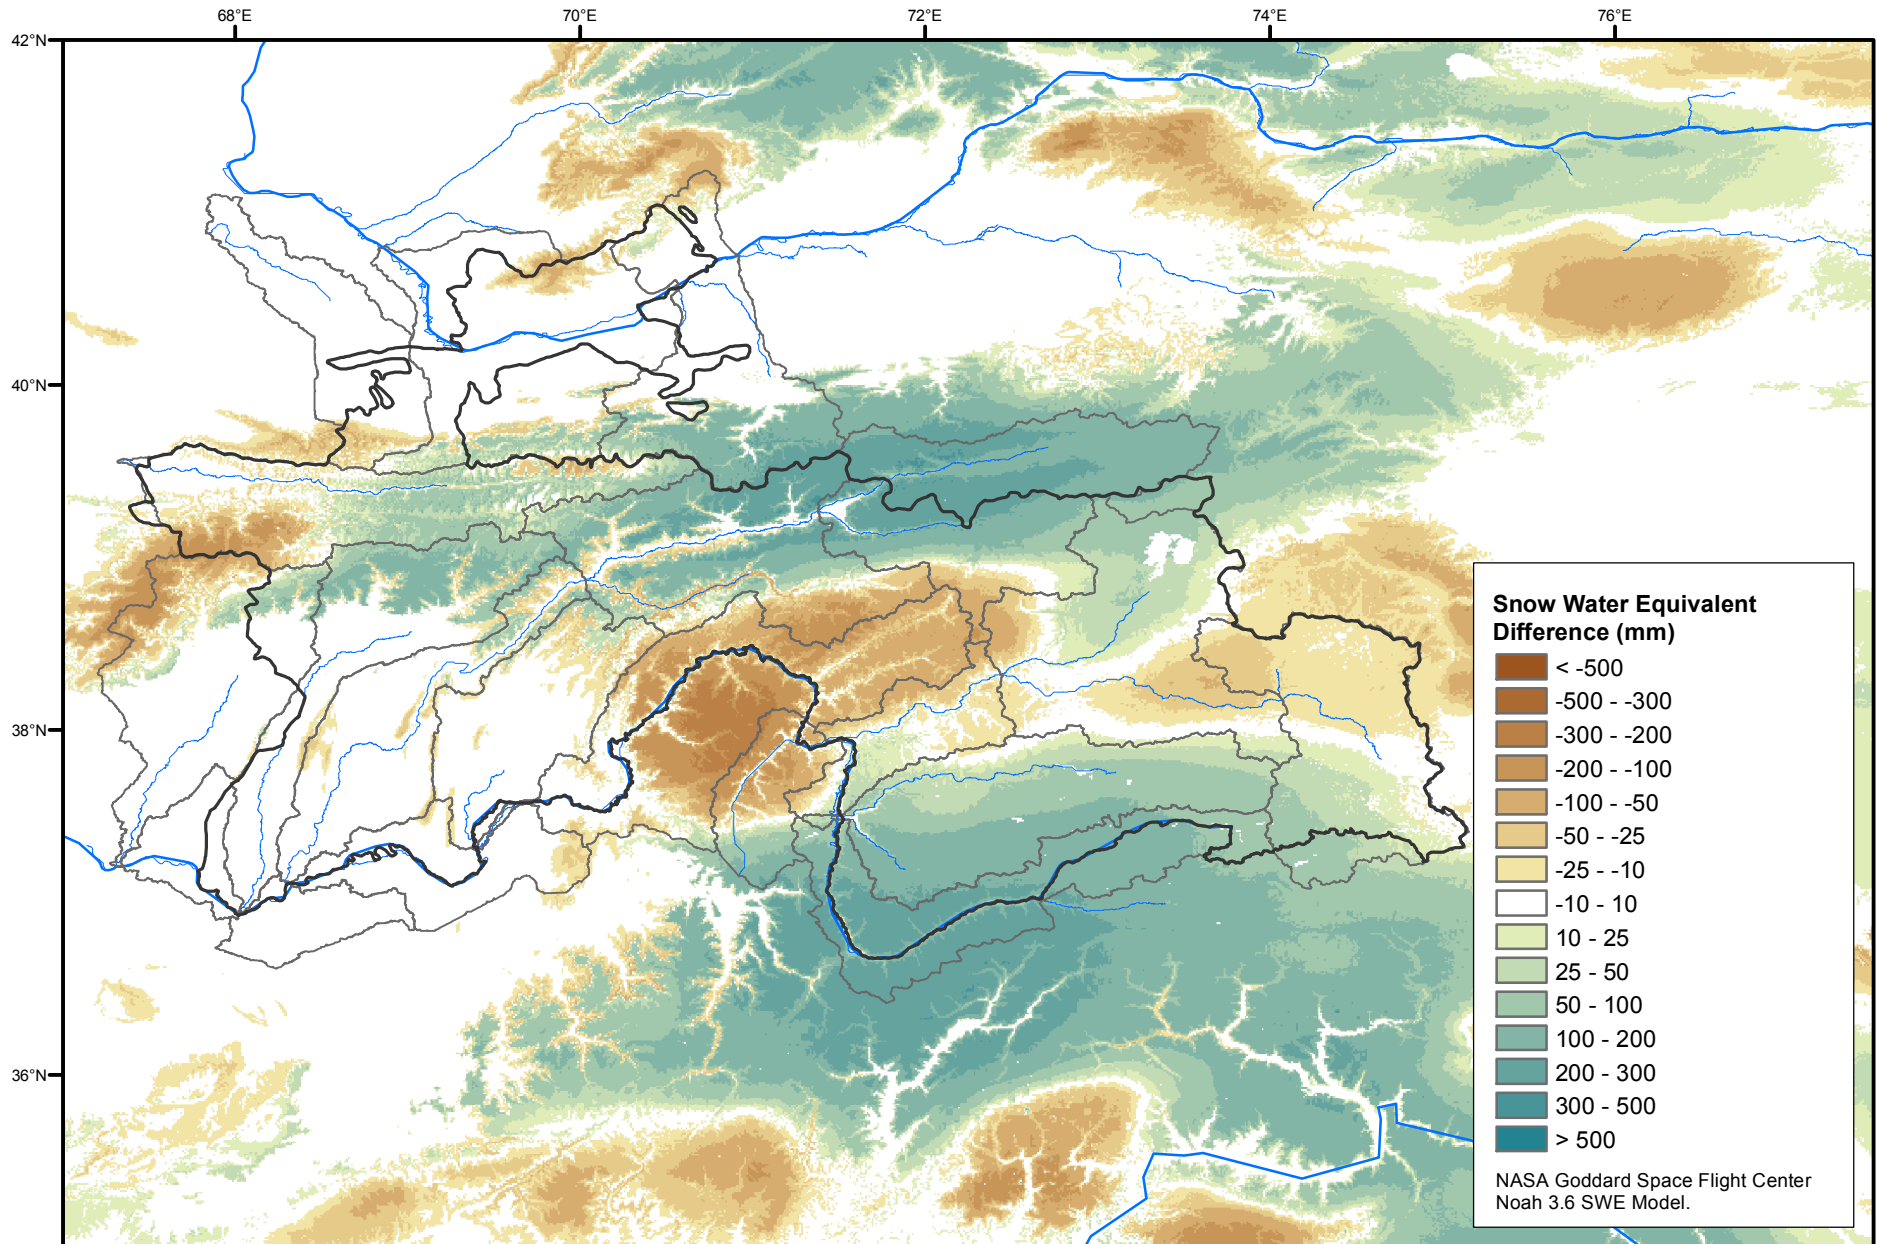 68°E
70°E
72°E
74°E
76°E
42°N
40°N
38°N
36°N
Snow Water Equivalent
Difference (mm)
< -500
-500 - -300
-300 - -200
-200 - -100
-100 - -50
-50 - -25
-25 - -10
-10 - 10
10 - 25
25 - 50
50 - 100
100 - 200
200 - 300
300 - 500
> 500
NASA Goddard Space Flight Center
Noah 3.6 SWE Model.